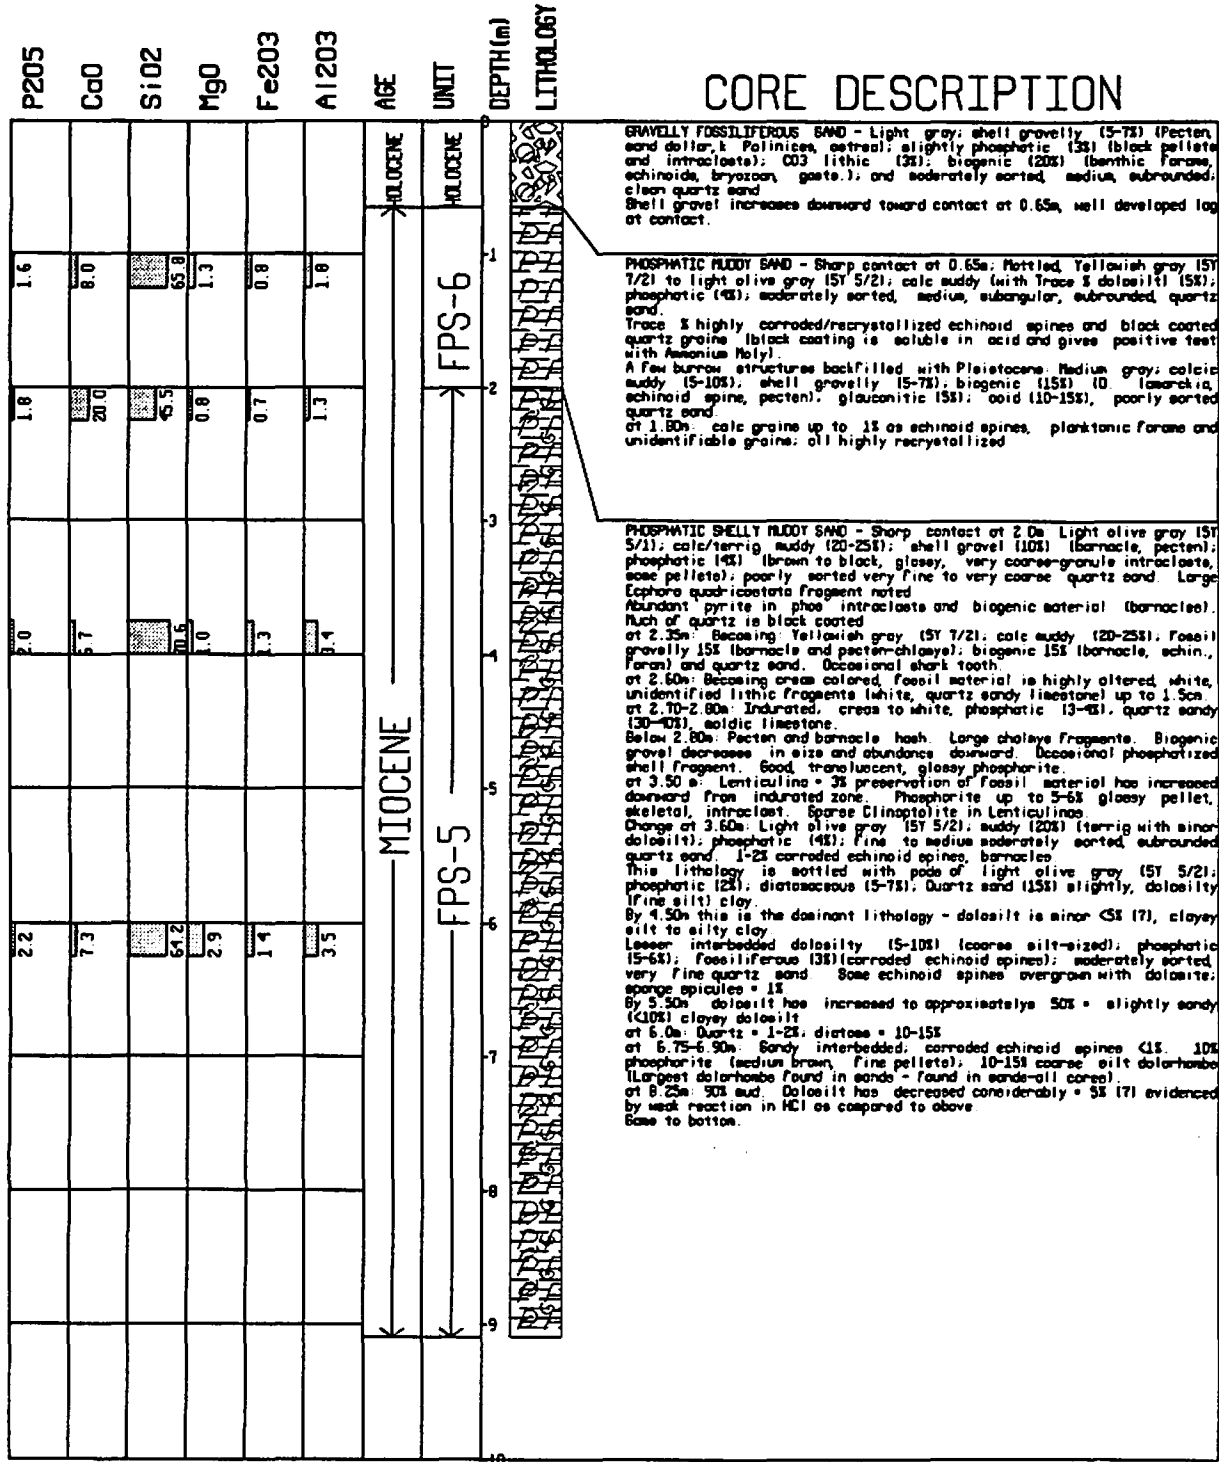 P2O5
CaO
SiO2
MgO
Fe2O3
Al2O3
AGE
UNIT
DEPTH(m)
LITHOLOGY
CORE DESCRIPTION
0
HOLOCENE
HOLOCENE
GRAVELLY FOSSILIFEROUS SAND - Light gray; shell gravelly (5-7%) (Pecten,
sand dollar,k Polinices, ostrea); slightly phosphatic (3%) (black pellets
and intraclasts); CO3 lithic (3%); biogenic (20%) (benthic forams,
echinoids, bryozoan, gasts.); and moderately sorted, medium, subrounded;
clean quartz sand
Shell gravel increases downward toward contact at 0.65m, well developed lag
at contact.
1.6
8.0
65.8
1.3
0.8
1.8
-1
FPS-6
PHOSPHATIC MUDDY SAND - Sharp contact at 0.65m; Mottled, Yellowish gray (5Y
7/2) to light olive gray (5Y 5/2); calc muddy (with Trace % dolosilt) (5%);
phosphatic (4%); moderately sorted, medium, subangular, subrounded, quartz
sand.
Trace % highly corroded/recrystallized echinoid spines and black coated
quartz grains (black coating is soluble in acid and gives positive test
with Ammonium Moly).
A few burrow structures backfilled with Pleistocene: Medium gray; calcic
muddy (5-10%); shell gravelly (5-7%); biogenic (15%) (O. lamarckia,
echinoid spine, pecten), glauconitic (5%); ooid (10-15%), poorly sorted
quartz sand.
at 1.80m: calc grains up to 1% as echinoid spines, planktonic forams and
unidentifiable grains; all highly recrystallized
1.8
20.0
45.5
0.8
0.7
1.3
-2
-3
PHOSPHATIC SHELLY MUDDY SAND - Sharp contact at 2.0m Light olive gray (5Y
5/1); calc/terrig muddy (20-25%); shell gravel (10%) (barnacle, pecten);
phosphatic (4%) (brown to black, glossy, very coarse-granule intraclasts,
some pellets); poorly sorted very fine to very coarse quartz sand. Large
Ecphora quadricostata fragment noted
Abundant pyrite in phos intraclasts and biogenic material (barnacles).
Much of quartz is black coated
at 2.35m: Becoming: Yellowish gray (5Y 7/2); calc muddy (20-25%); Fossil
gravelly 15% (barnacle and pecten-chlamys); biogenic 15% (barnacle, echin.,
foram) and quartz sand. Occasional shark tooth.
at 2.60m: Becoming cream colored, fossil material is highly altered, white,
unidentified lithic fragments (white, quartz sandy limestone) up to 1.5cm.
at 2.70-2.80m: Indurated, cream to white, phosphatic (3-4%), quartz sandy
(30-40%), moldic limestone.
Below 2.80m: Pecten and barnacle hash. Large chalmys fragments. Biogenic
gravel decreases in size and abundance downward. Occasional phosphatized
shell fragment. Good, translucent, glossy phosphorite.
at 3.50 m: Lenticulina = 3% preservation of fossil material has increased
downward from indurated zone. Phosphorite up to 5-6% glossy pellet,
skeletal, intraclast. Sparse Clinoptolite in Lenticulinas.
Change at 3.60m: Light olive gray (5Y 5/2); muddy (20%) (terrig with minor
dolosilt); phosphatic (4%); fine to medium moderately sorted, subrounded
quartz sand. 1-2% corroded echinoid spines, barnacles
This lithology is mottled with pods of light olive gray (5Y 5/2);
phosphatic (2%); diatomaceous (5-7%); Quartz sand (15%) slightly, dolosilty
(fine silt) clay.
By 4.50m this is the dominant lithology - dolosilt is minor <5% (?), clayey
silt to silty clay
Lesser interbedded dolosilty (5-10%) (coarse silt-sized); phosphatic
(5-6%); fossiliferous (3%)(corroded echinoid spines); moderately sorted,
very fine quartz sand Some echinoid spines overgrown with dolomite;
sponge spicules = 1%
By 5.50m dolosilt has increased to approximatelys 50% = slightly sandy
(<10%) clayey dolosilt
at 6.0m: Quartz = 1-2%; diatoms = 10-15%
at 6.75-6.90m: Sandy interbedded; corroded echinoid spines <1%. 10%
phosphorite (medium brown, fine pellets); 10-15% coarse silt dolorhombs
(Largest dolorhombs found in sands - found in sands-all cores).
at 8.25m: 90% mud. Dolosilt has decreased considerably = 5% (?) evidenced
by weak reaction in HCl as compared to above
Same to bottom.
2.0
70.6
1.0
1.3
3.4
-4
MIOCENE
FPS-5
-5
2.2
7.3
64.2
2.9
1.4
3.5
-6
-7
-8
-9
10